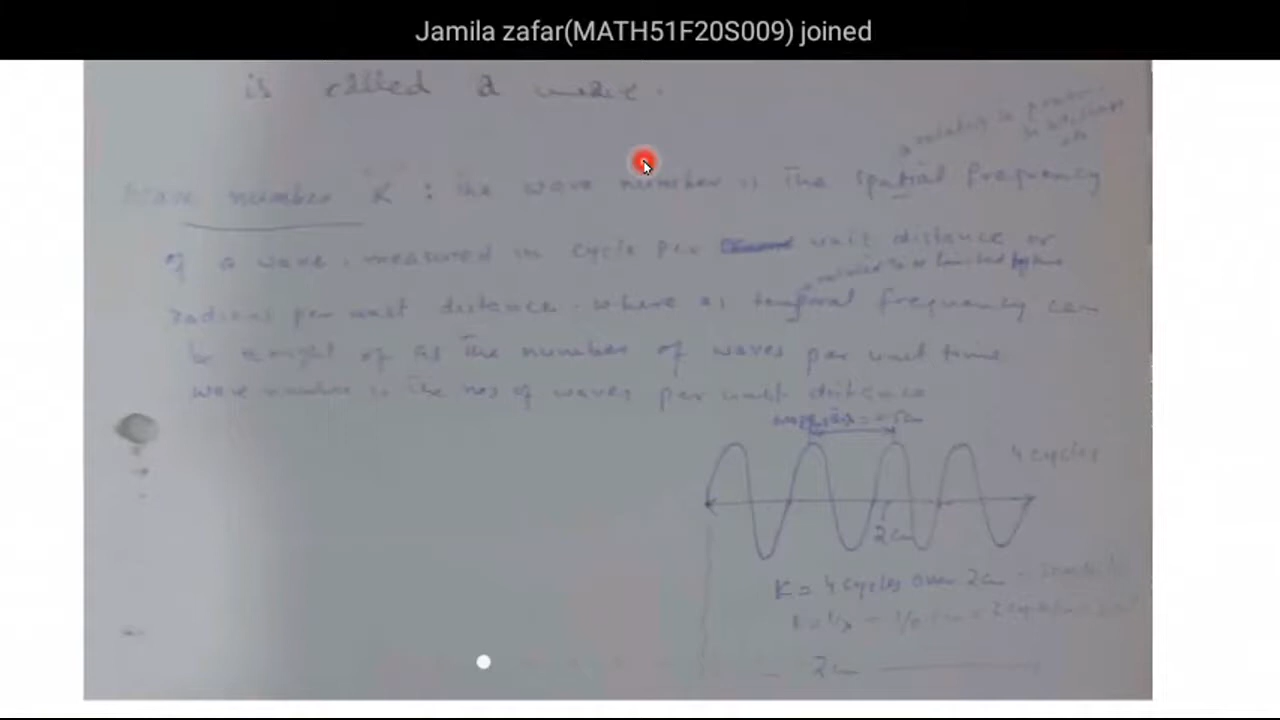 Jamila zafar(MATH51F20S009) joined
is called a wave.
relating to
Wave number K : The wave number is The spatial frequency
of a wave, measured in cycle per unit distance or
radians per unit distance. where as temporal frequency can
be of as The number of waves per unit time
wave number is The nos of waves per unit distance
4 cycles
2cm
K = 4 cycles over 2cm
2cm